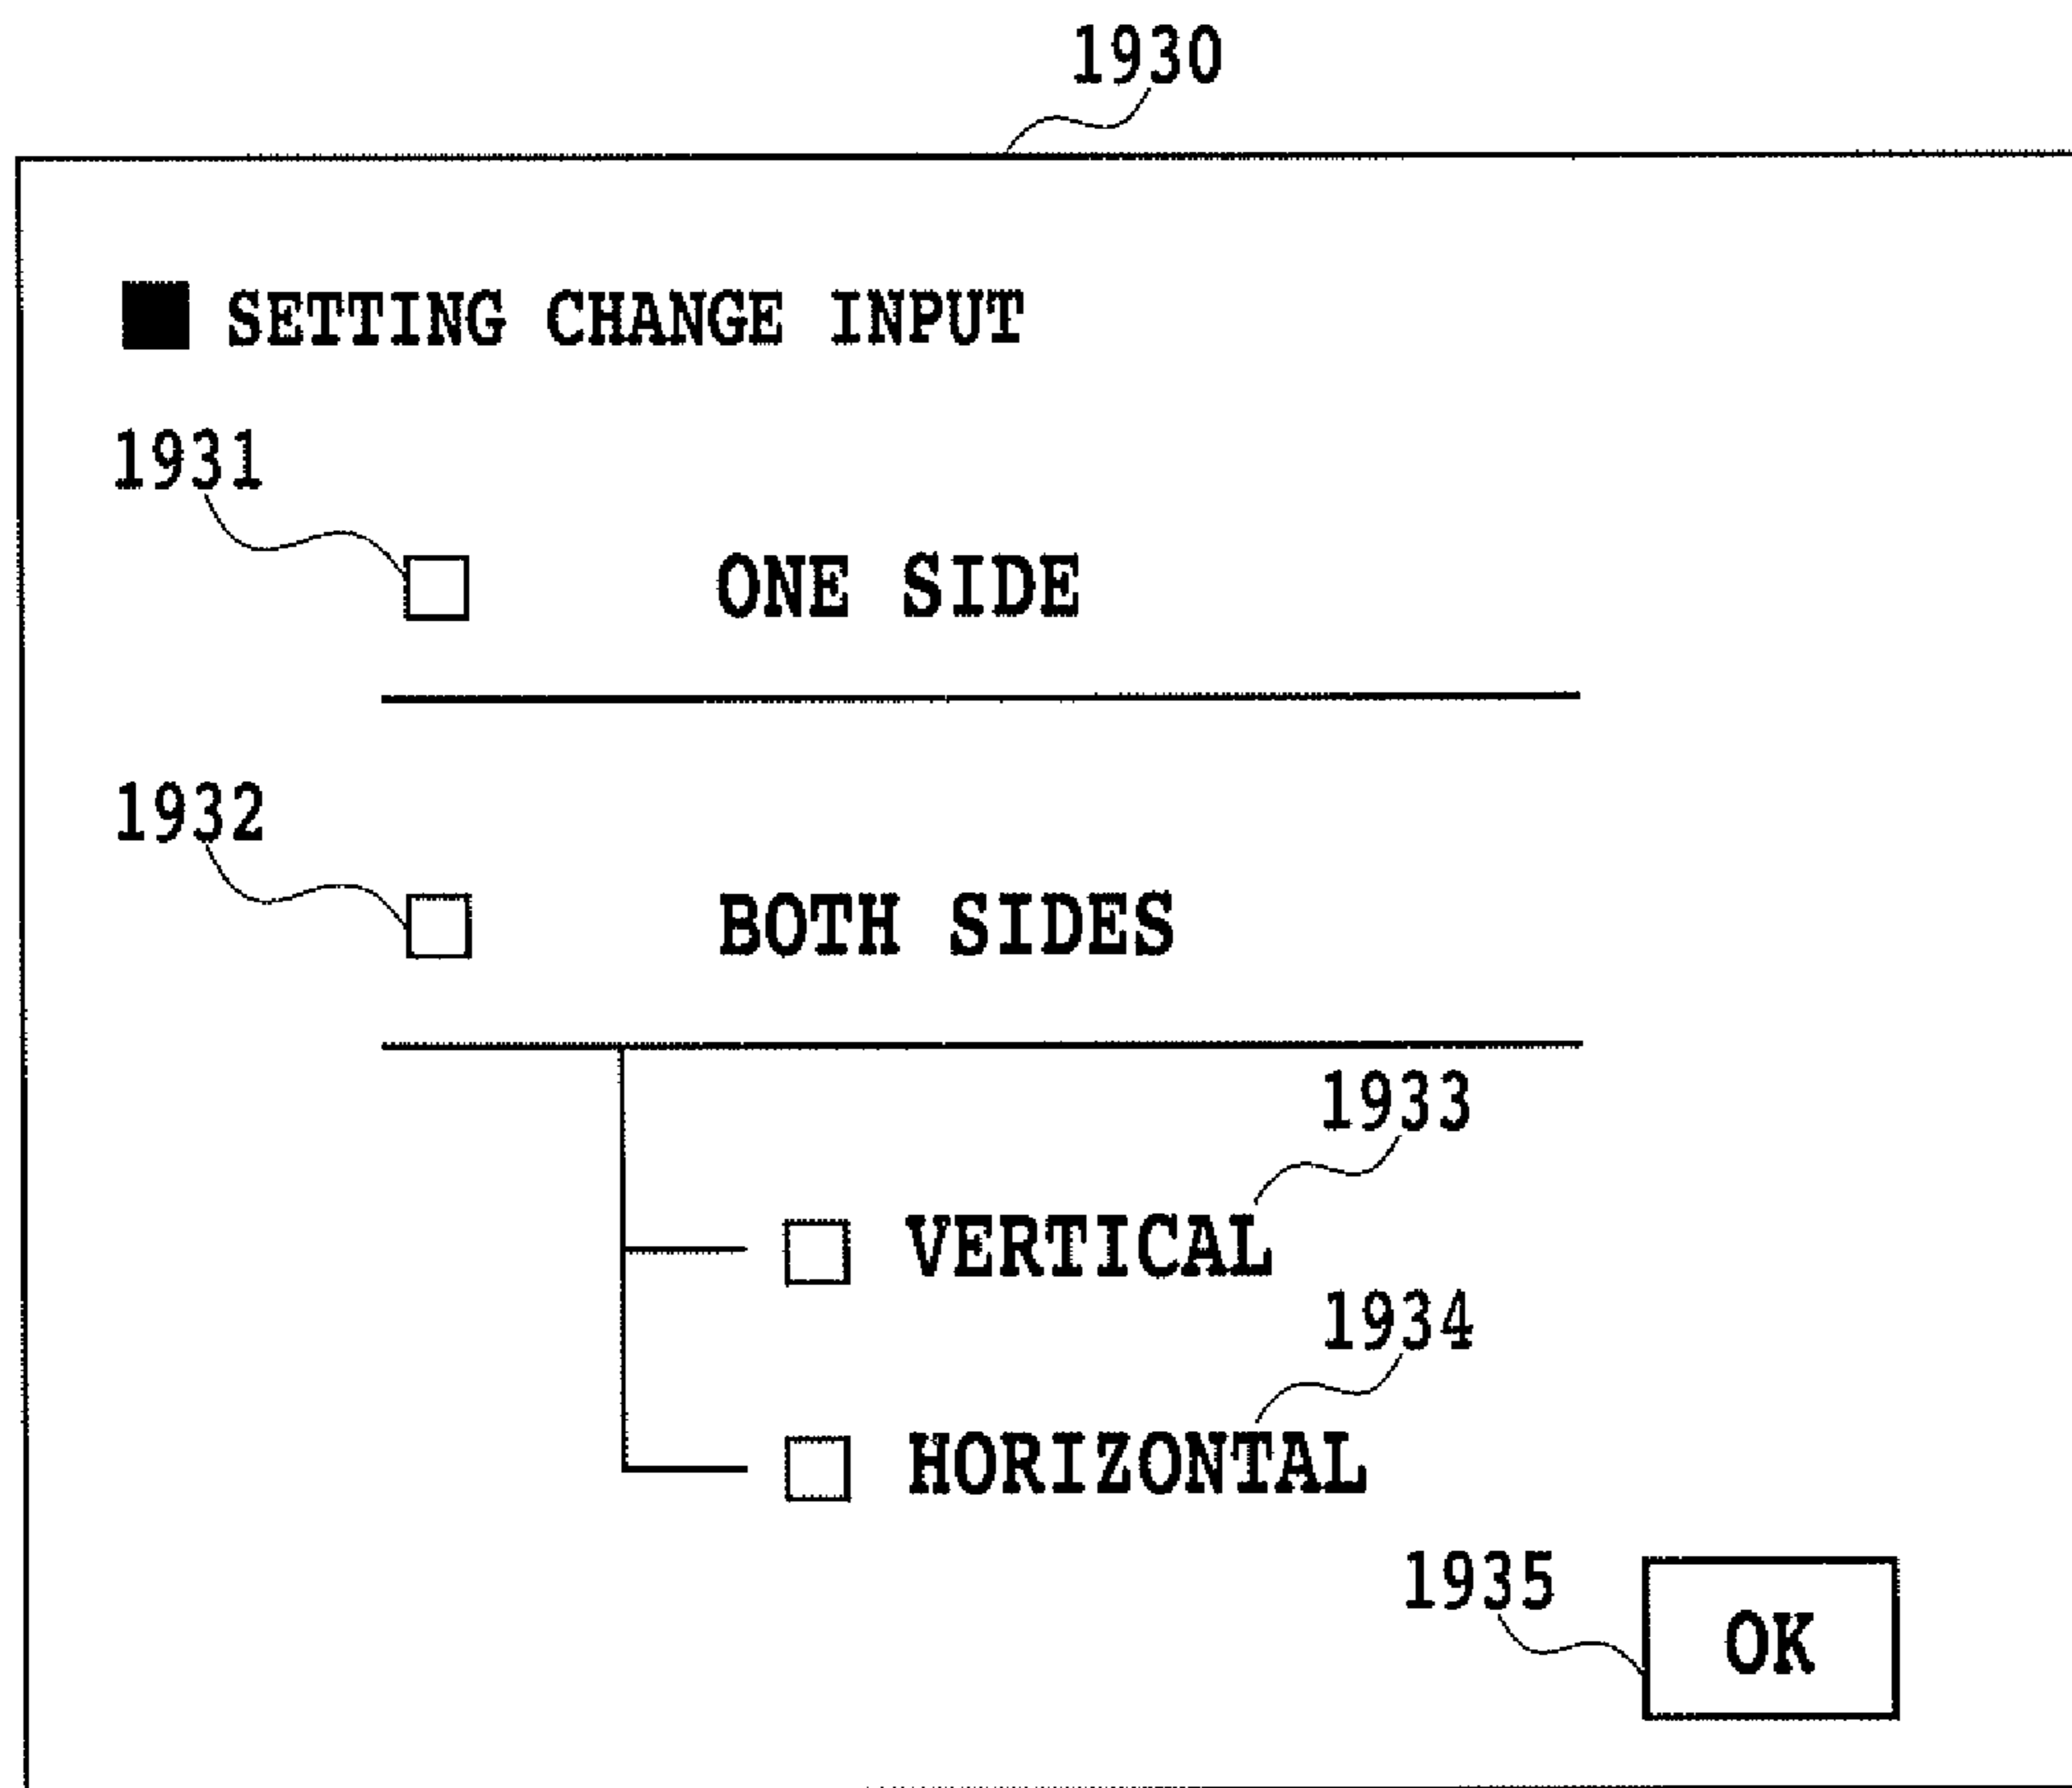 1930
■ SETTING CHANGE INPUT
1931
ONE SIDE
1932
BOTH SIDES
1933
VERTICAL
1934
HORIZONTAL
1935
OK